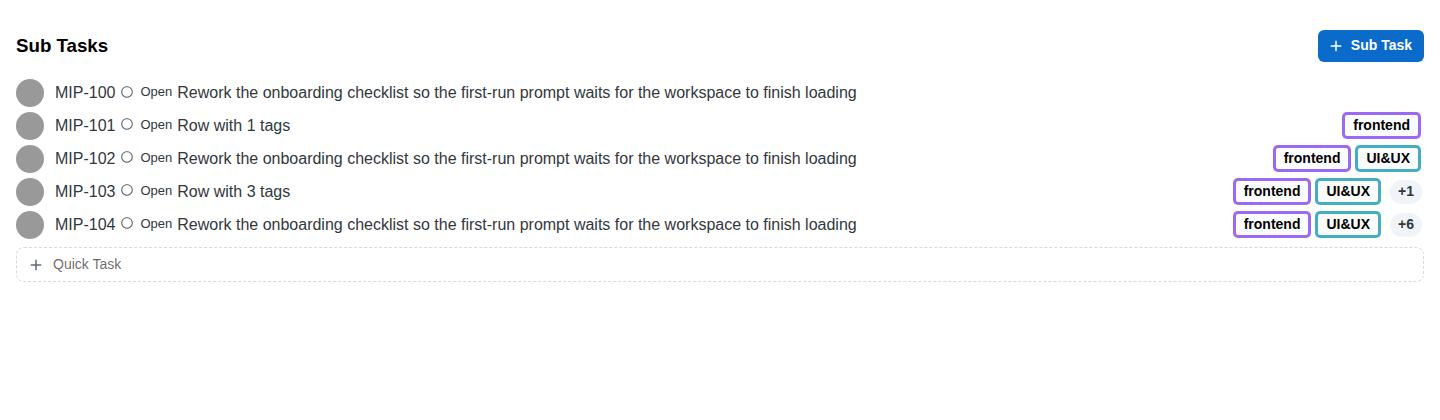 Sub Tasks
+ Sub Task
MIP-100 Open Rework the onboarding checklist so the first-run prompt waits for the workspace to finish loading
MIP-101 Open Row with 1 tags frontend
MIP-102 Open Rework the onboarding checklist so the first-run prompt waits for the workspace to finish loading frontend UI&UX
MIP-103 Open Row with 3 tags frontend UI&UX +1
MIP-104 Open Rework the onboarding checklist so the first-run prompt waits for the workspace to finish loading frontend UI&UX +6
+ Quick Task